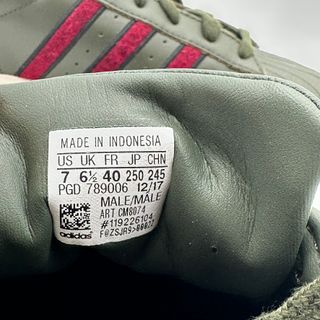 MADE IN INDONESIA
US UK FR JP CHN
7 6½ 40 250 245
PGD 789006 12/17
MALE/MALE
ART CM8074
#119226104
adidas